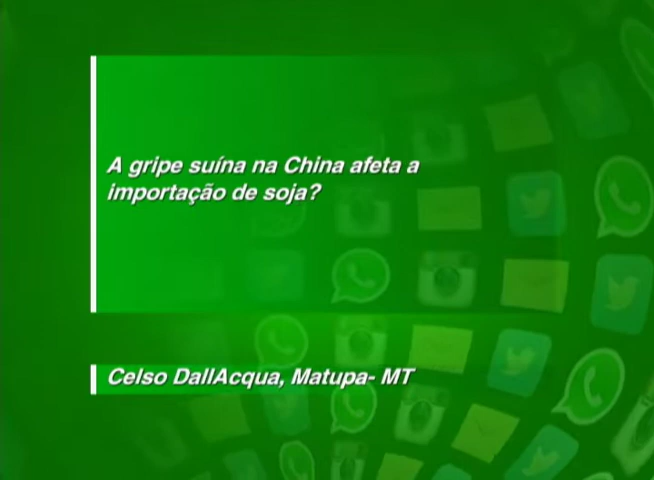 A gripe suína na China afeta a
importação de soja?
Celso DallAcqua, Matupa- MT